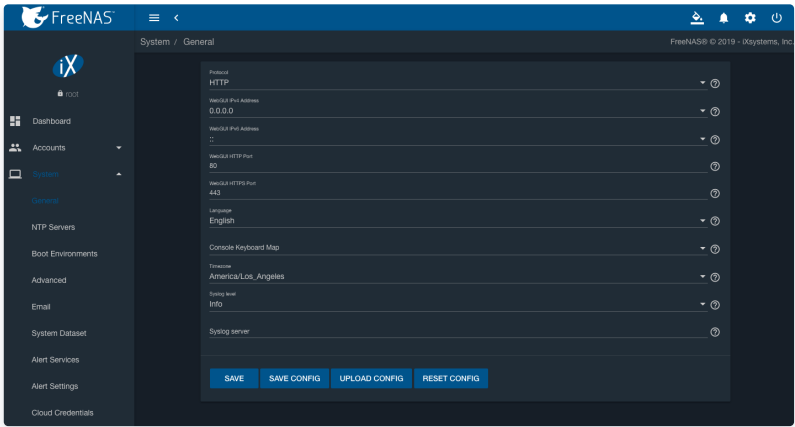 FreeNAS®
System / General
FreeNAS® © 2019 - iXsystems, Inc.
iX
root
Dashboard
Accounts
System
General
NTP Servers
Boot Environments
Advanced
Email
System Dataset
Alert Services
Alert Settings
Cloud Credentials
Protocol
HTTP
WebGUI IPv4 Address
0.0.0.0
WebGUI IPv6 Address
::
WebGUI HTTP Port
80
WebGUI HTTPS Port
443
Language
English
Console Keyboard Map
Timezone
America/Los_Angeles
Syslog level
Info
Syslog server
SAVE SAVE CONFIG UPLOAD CONFIG RESET CONFIG